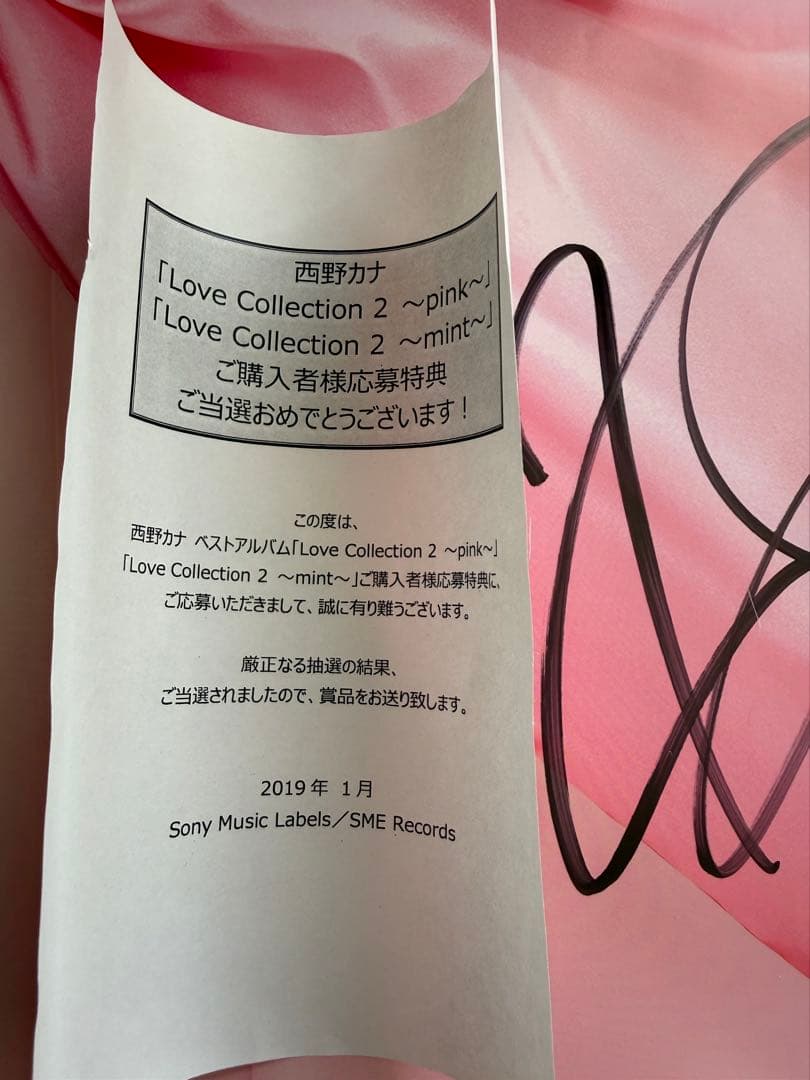 西野カナ
「Love Collection 2 ～pink～」
「Love Collection 2 ～mint～」
ご購入者様応募特典
ご当選おめでとうございます！
この度は、
西野カナ ベストアルバム「Love Collection 2 ～pink～」
「Love Collection 2 ～mint～」ご購入者様応募特典に、
ご応募いただきまして、誠に有り難うございます。
厳正なる抽選の結果、
ご当選されましたので、賞品をお送り致します。
2019年 1月
Sony Music Labels／SME Records